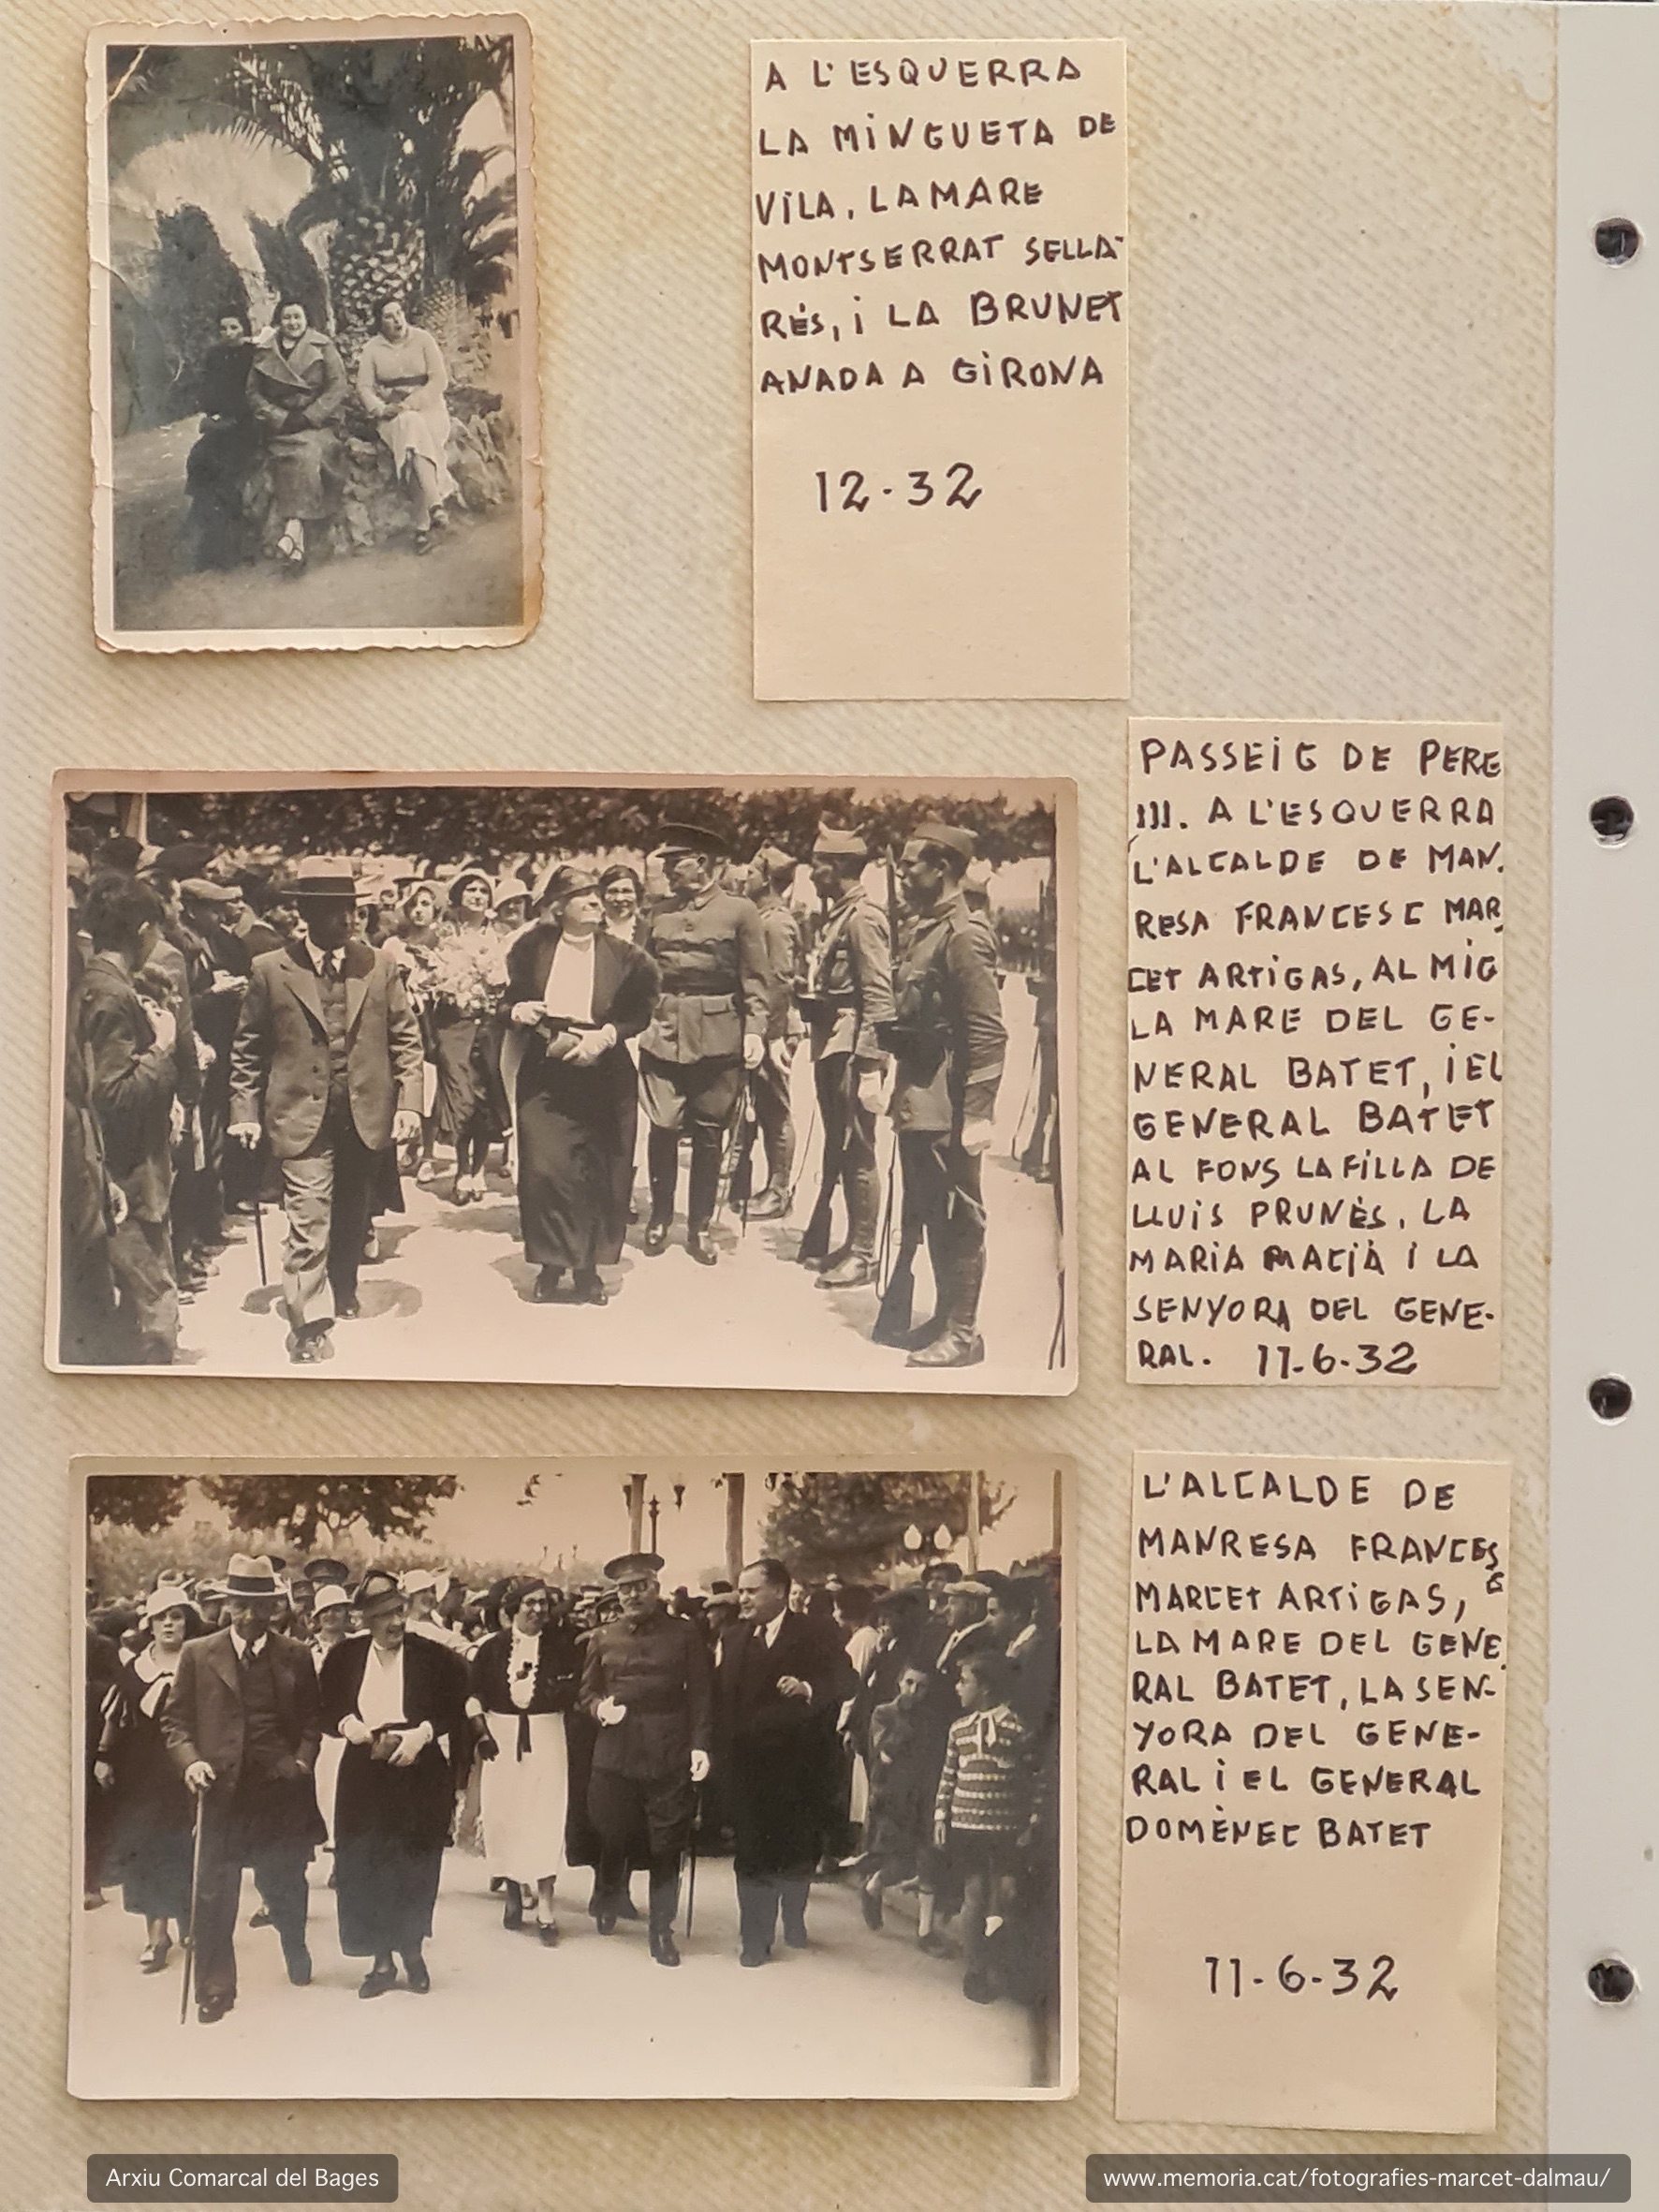 A L'ESQUERRA
LA MINGUETA DE
VILA, LA MARE
MONTSERRAT SELLA-
RÉS, I LA BRUNET
ANADA A GIRONA
12-32
PASSEIG DE PERE
III. A L'ESQUERRA
L'ALCALDE DE MAN-
RESA FRANCESC MAR-
CET ARTIGAS, AL MIG
LA MARE DEL GE-
NERAL BATET, I EL
GENERAL BATET
AL FONS LA FILLA DE
LLUIS PRUNÈS, LA
MARIA MACIÀ I LA
SENYORA DEL GENE-
RAL. 11-6-32
L'ALCALDE DE
MANRESA FRANCESC
MARCET ARTIGAS,
LA MARE DEL GENE-
RAL BATET, LA SEN-
YORA DEL GENE-
RAL I EL GENERAL
DOMÈNEC BATET
11-6-32
Arxiu Comarcal del Bages
www.memoria.cat/fotografies-marcet-dalmau/